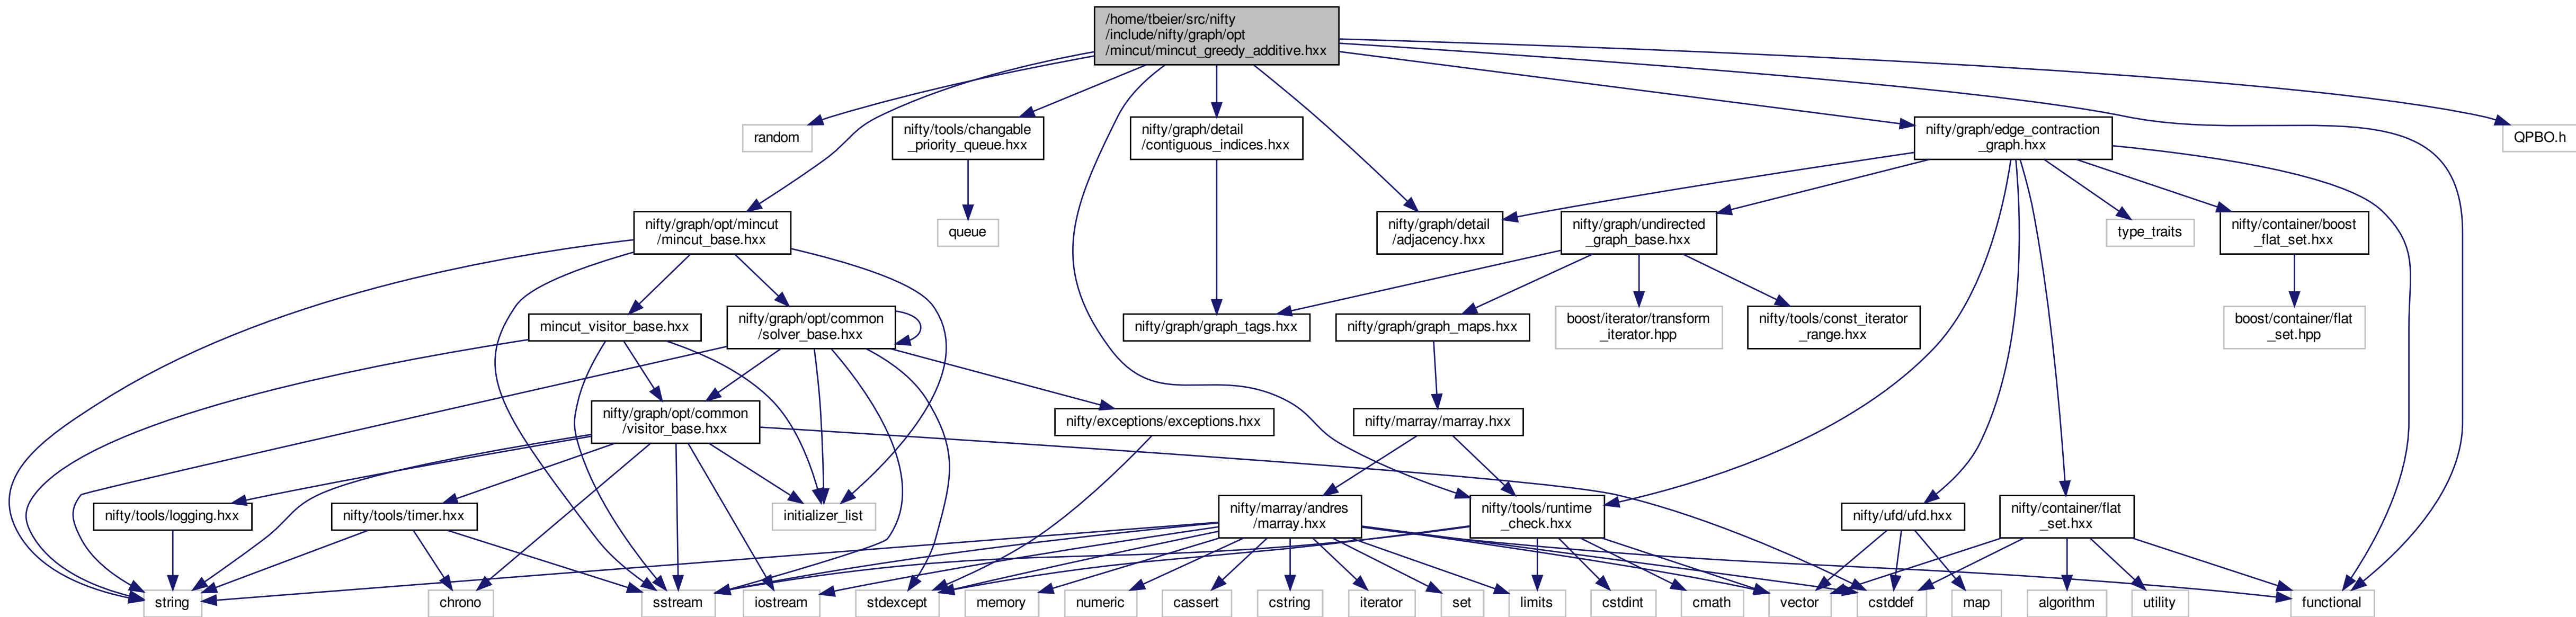 /home/tbeier/src/nifty
/include/nifty/graph/opt
/mincut/mincut_greedy_additive.hxx
random
nifty/tools/changable
_priority_queue.hxx
nifty/graph/detail
/contiguous_indices.hxx
nifty/graph/edge_contraction
_graph.hxx
QPBO.h
nifty/graph/opt/mincut
/mincut_base.hxx
queue
nifty/graph/detail
/adjacency.hxx
nifty/graph/undirected
_graph_base.hxx
type_traits
nifty/container/boost
_flat_set.hxx
mincut_visitor_base.hxx
nifty/graph/opt/common
/solver_base.hxx
nifty/graph/graph_tags.hxx
nifty/graph/graph_maps.hxx
boost/iterator/transform
_iterator.hpp
nifty/tools/const_iterator
_range.hxx
boost/container/flat
_set.hpp
nifty/graph/opt/common
/visitor_base.hxx
nifty/exceptions/exceptions.hxx
nifty/marray/marray.hxx
nifty/tools/logging.hxx
nifty/tools/timer.hxx
initializer_list
nifty/marray/andres
/marray.hxx
nifty/tools/runtime
_check.hxx
nifty/ufd/ufd.hxx
nifty/container/flat
_set.hxx
string
chrono
sstream
iostream
stdexcept
memory
numeric
cassert
cstring
iterator
set
limits
cstdint
cmath
vector
cstddef
map
algorithm
utility
functional